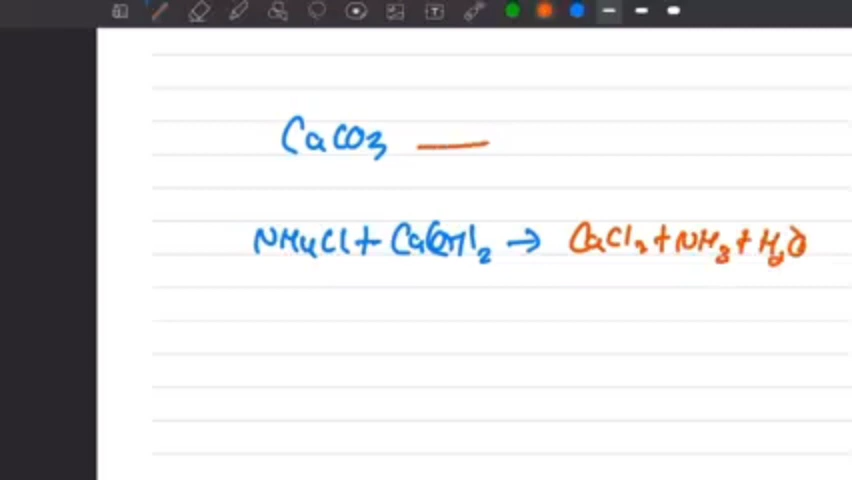 CaCO3 —
NH4Cl + Ca(OH)2 → CaCl2 + NH3 + H2O